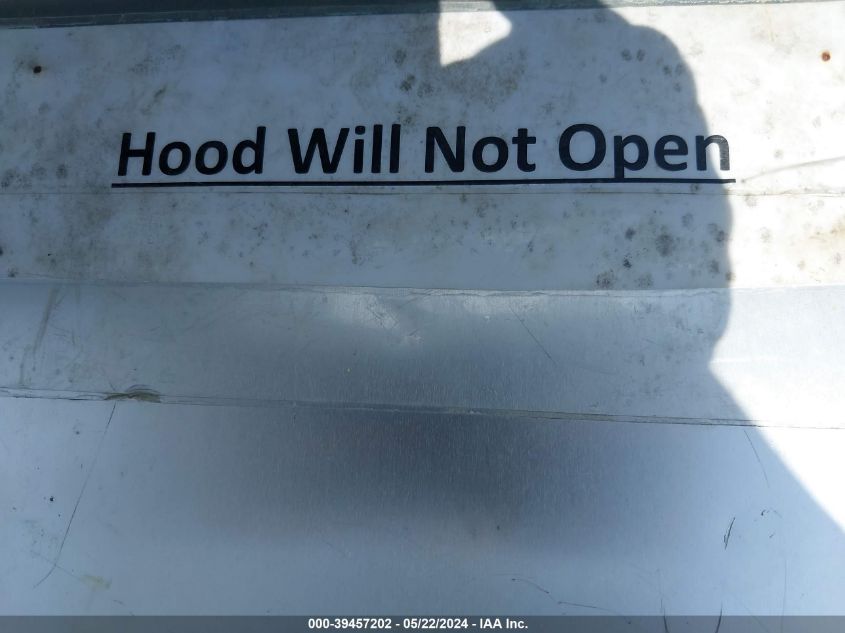 Hood Will Not Open
000-39457202 - 05/22/2024 - IAA Inc.